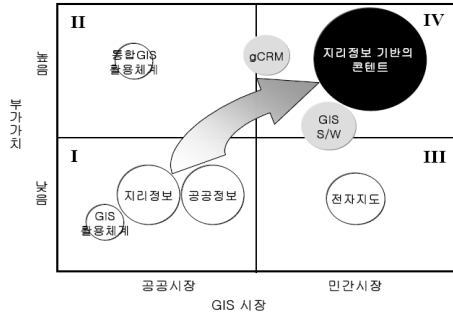 II
IV
통합GIS
활용체계
gCRM
지리정보 기반의
콘텐트
GIS
S/W
높음
부가가치
I
III
낮음
지리정보
공공정보
전자지도
GIS
활용체계
공공시장
민간시장
GIS 시장